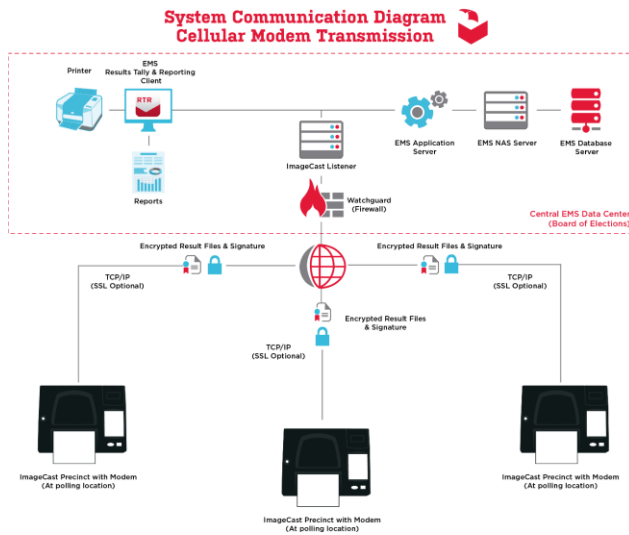 System Communication Diagram
Cellular Modem Transmission
Printer
EMS
Results Tally & Reporting
Client
RTR
Reports
ImageCast Listener
EMS Application
Server
EMS NAS Server
EMS Database
Server
Watchguard
(Firewall)
Central EMS Data Center
(Board of Elections)
Encrypted Result Files & Signature
Encrypted Result Files & Signature
TCP/IP
(SSL Optional)
TCP/IP
(SSL Optional)
Encrypted Result Files
& Signature
TCP/IP
(SSL Optional)
ImageCast Precinct with Modem
(At polling location)
ImageCast Precinct with Modem
(At polling location)
ImageCast Precinct with Modem
(At polling location)